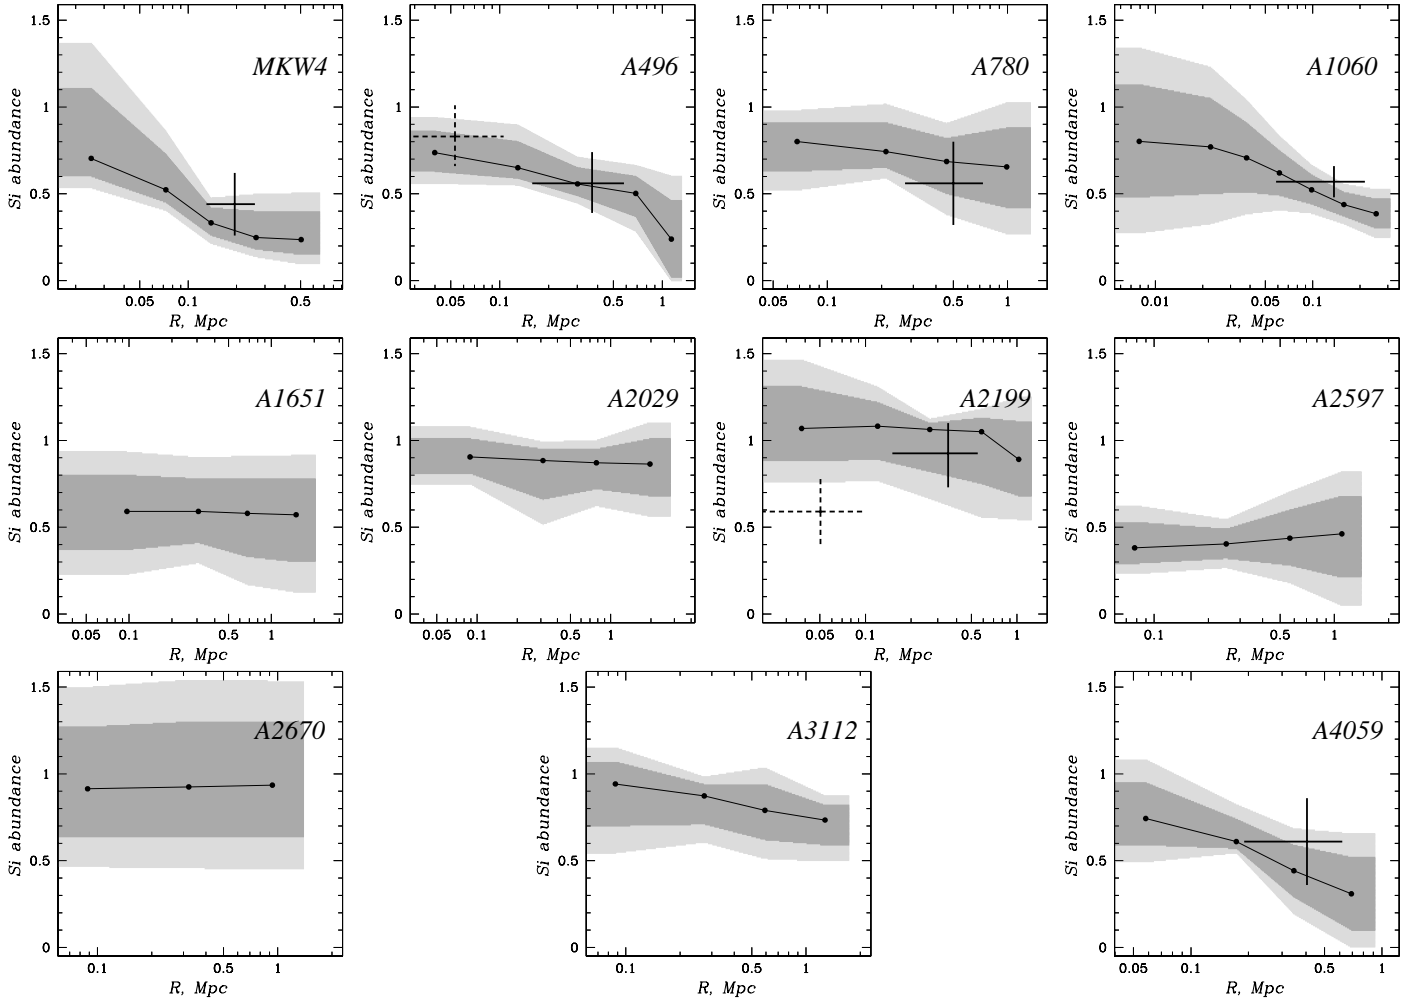 MKW4
Si abundance
1.5
1
0.5
0
0.05 0.1 0.5
R, Mpc
A496
Si abundance
1.5
1
0.5
0
0.05 0.1 0.5 1
R, Mpc
A780
Si abundance
1.5
1
0.5
0
0.05 0.1 0.5 1
R, Mpc
A1060
Si abundance
1.5
1
0.5
0
0.01 0.05 0.1
R, Mpc
A1651
Si abundance
1.5
1
0.5
0
0.05 0.1 0.5 1
R, Mpc
A2029
Si abundance
1.5
1
0.5
0
0.05 0.1 0.5 1
R, Mpc
A2199
Si abundance
1.5
1
0.5
0
0.05 0.1 0.5 1
R, Mpc
A2597
Si abundance
1.5
1
0.5
0
0.1 0.5 1
R, Mpc
A2670
Si abundance
1.5
1
0.5
0
0.1 0.5 1
R, Mpc
A3112
Si abundance
1.5
1
0.5
0
0.1 0.5 1
R, Mpc
A4059
Si abundance
1.5
1
0.5
0
0.05 0.1 0.5 1
R, Mpc